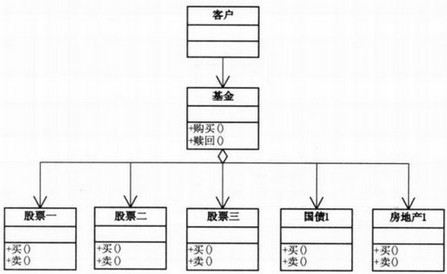 客户
基金
+购买()
+赎回()
股票一
股票二
股票三
国债1
房地产1
+买()
+卖()
+买()
+卖()
+买()
+卖()
+买()
+卖()
+买()
+卖()